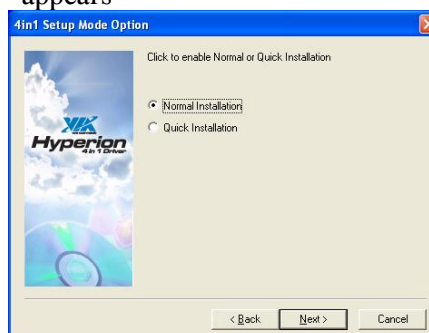 appears
4in1 Setup Mode Option
Click to enable Normal or Quick Installation
Normal Installation
Quick Installation
VIA
Hyperion
4 in 1 Driver
< Back
Next >
Cancel